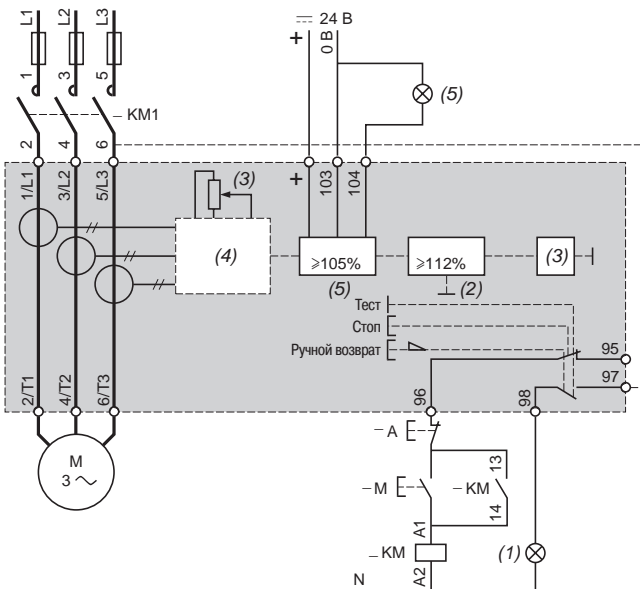 L1 L2 L3
24 В
+
0 В
1 3 5
(5)
– KM1
2 4 6
1/L1 3/L2 5/L3
+ 103 104
(3)
(4)
≥105%
≥112%
(3)
(5)
(2)
Тест
Стоп
Ручной возврат
95
97
2/T1 4/T2 6/T3
96 98
– A
M
3
13
– M
– KM
14
A1
– KM
(1)
N
A2